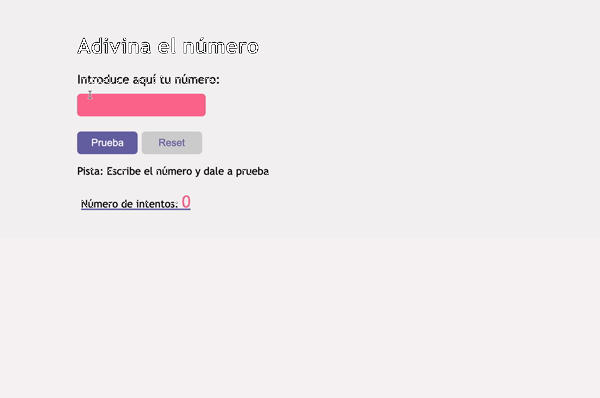 Adivina el número
Introduce aquí tu número:
Prueba Reset
Pista: Escribe el número y dale a prueba
Número de intentos: 0